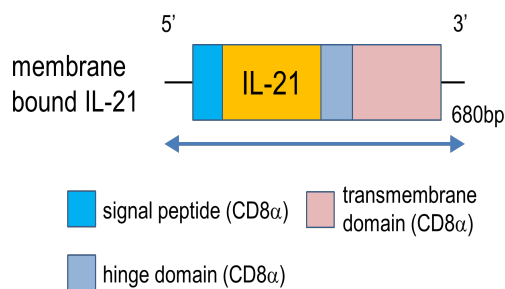 5’ 3’
membrane
bound IL-21
IL-21
680bp
signal peptide (CD8α)
transmembrane
domain (CD8α)
hinge domain (CD8α)